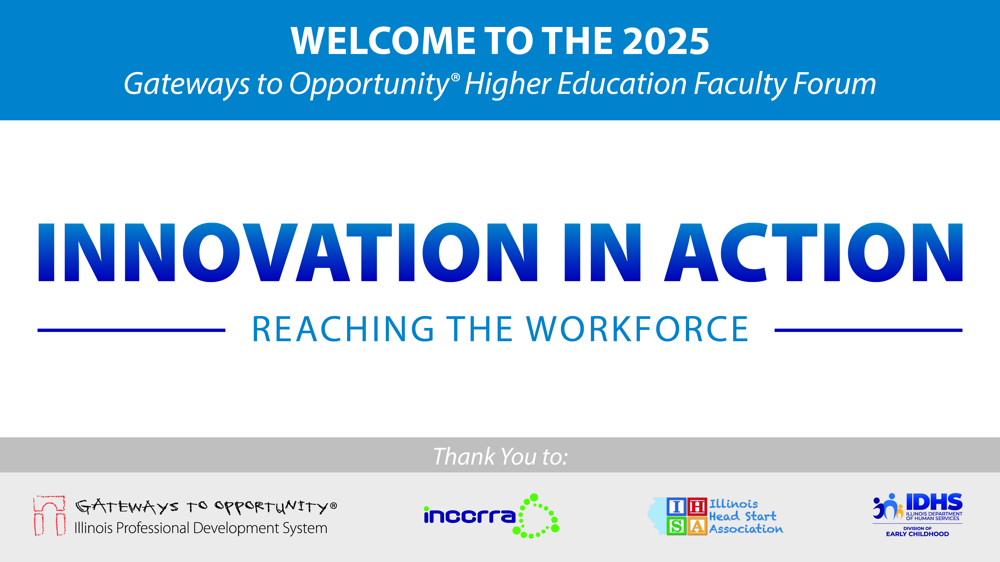 WELCOME TO THE 2025
Gateways to Opportunity® Higher Education Faculty Forum
INNOVATION IN ACTION
REACHING THE WORKFORCE
Thank You to:
GATEWAYS TO OPPORTUNITY®
Illinois Professional Development System
inccrra
I H
S A
Illinois
Head Start
Association
IDHS
ILLINOIS DEPARTMENT
OF HUMAN SERVICES
DIVISION OF
EARLY CHILDHOOD